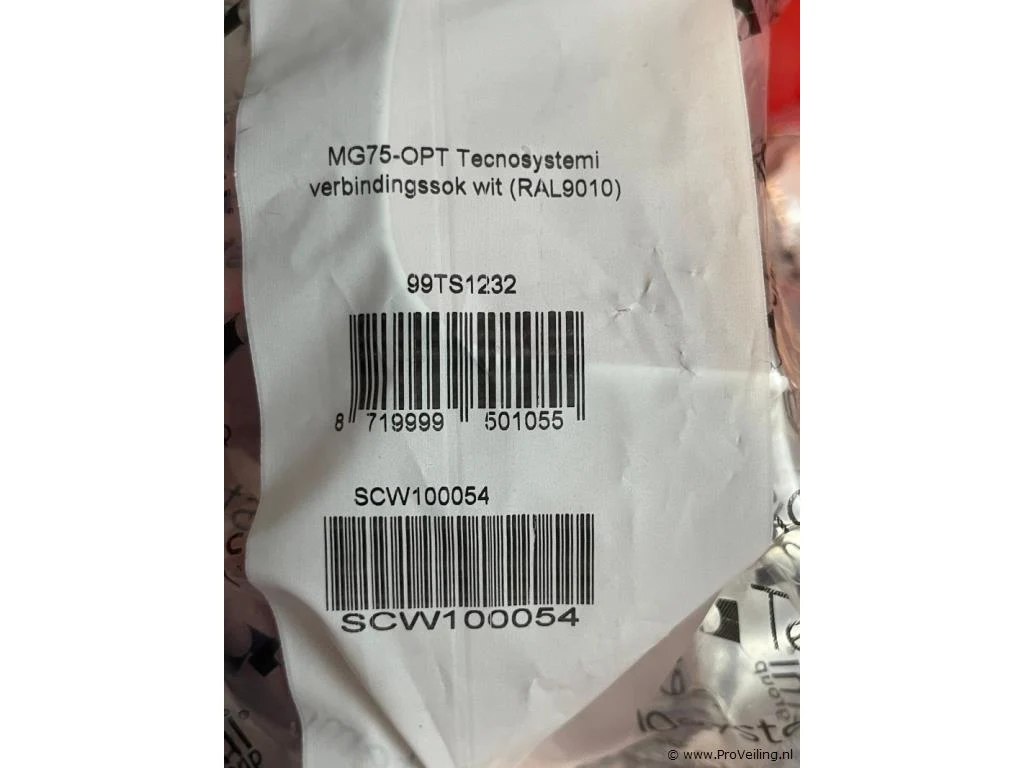 MG75-OPT Tecnosystemi
verbindingssok wit (RAL9010)
99TS1232
8 719999 501055
SCW100054
SCW100054
© www.ProVeiling.nl